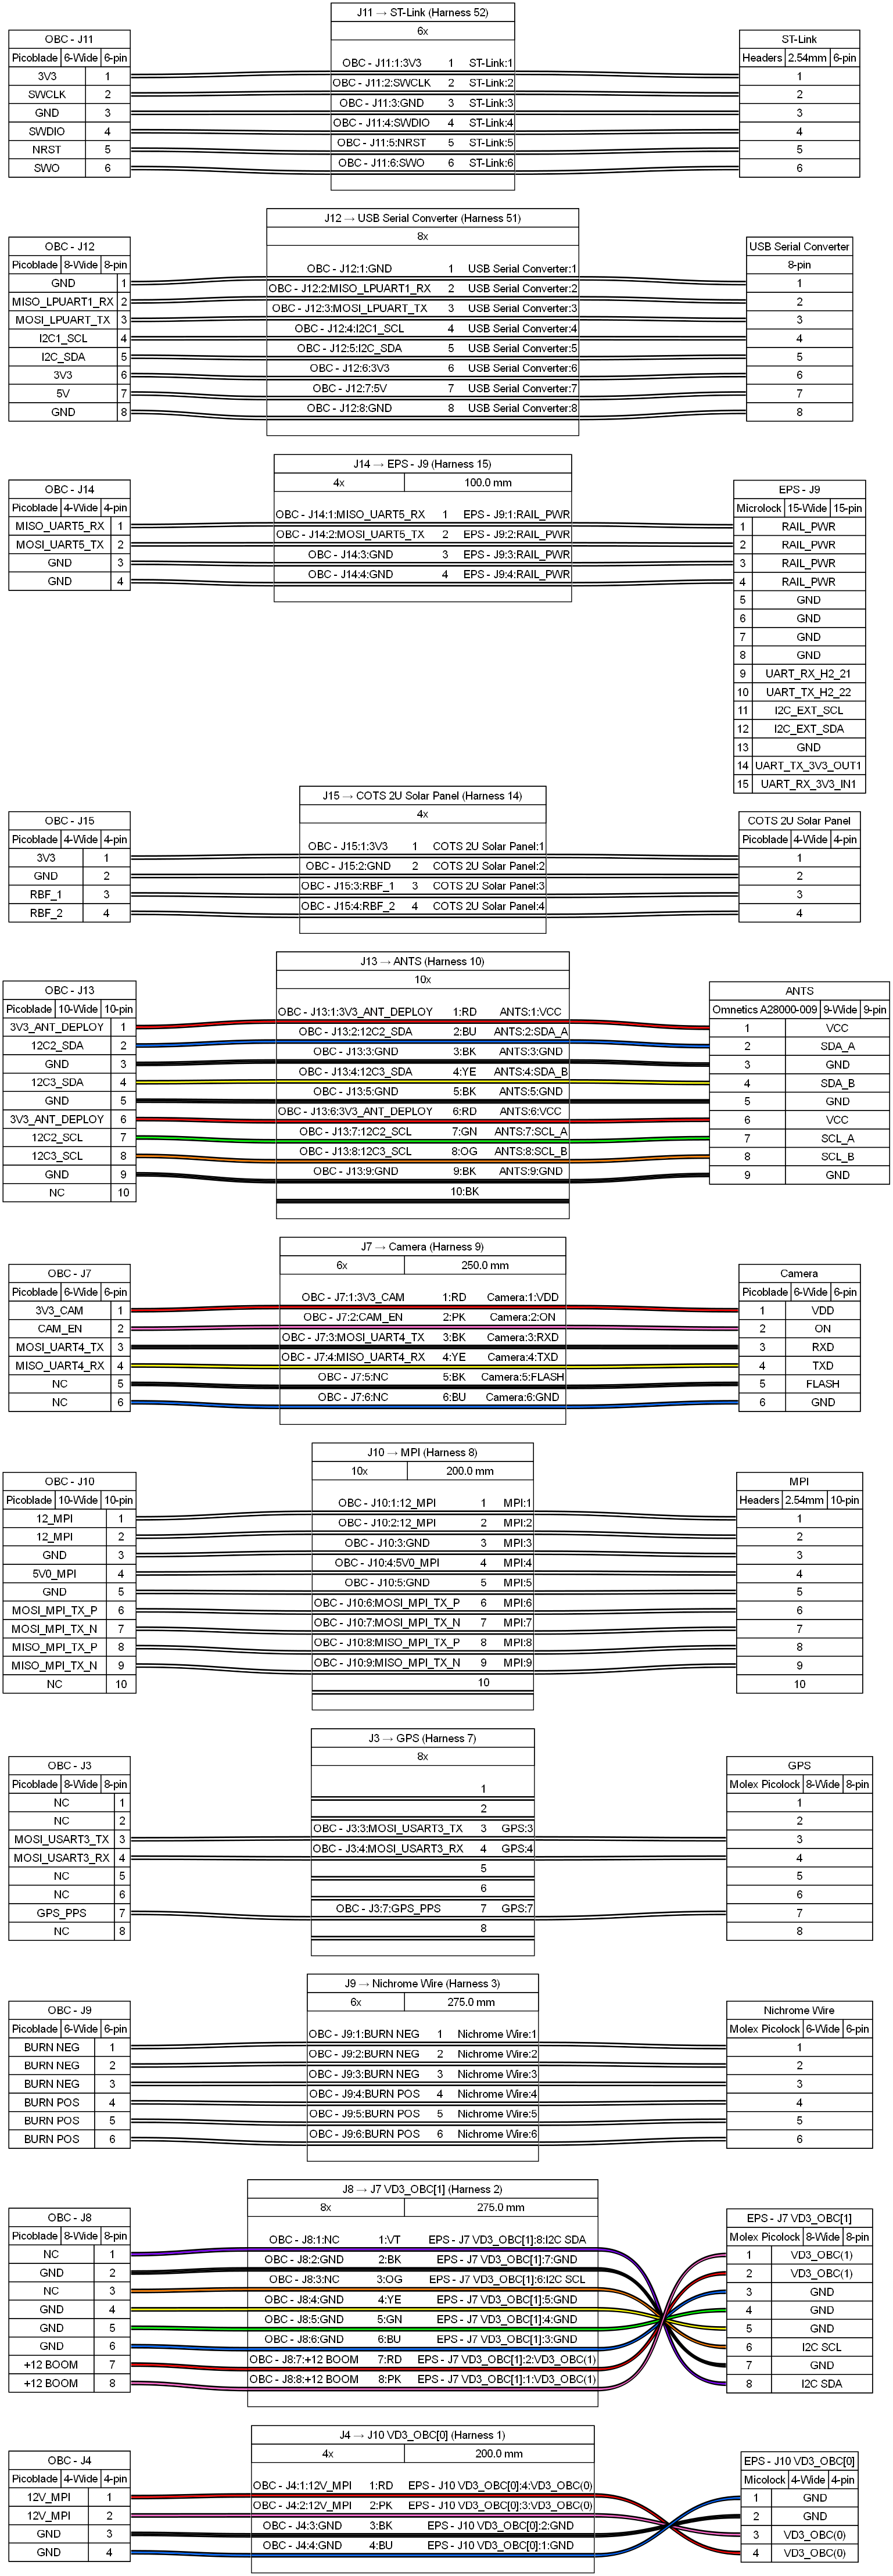 J11 → ST-Link (Harness 52)
6x
OBC - J11
Picoblade 6-Wide 6-pin
3V3 1
SWCLK 2
GND 3
SWDIO 4
NRST 5
SWO 6
OBC - J11:1:3V3 1 ST-Link:1
OBC - J11:2:SWCLK 2 ST-Link:2
OBC - J11:3:GND 3 ST-Link:3
OBC - J11:4:SWDIO 4 ST-Link:4
OBC - J11:5:NRST 5 ST-Link:5
OBC - J11:6:SWO 6 ST-Link:6
ST-Link
Headers 2.54mm 6-pin
1
2
3
4
5
6
J12 → USB Serial Converter (Harness 51)
8x
OBC - J12
Picoblade 8-Wide 8-pin
GND 1
MISO_LPUART1_RX 2
MOSI_LPUART_TX 3
I2C1_SCL 4
I2C_SDA 5
3V3 6
5V 7
GND 8
OBC - J12:1:GND 1 USB Serial Converter:1
OBC - J12:2:MISO_LPUART1_RX 2 USB Serial Converter:2
OBC - J12:3:MOSI_LPUART_TX 3 USB Serial Converter:3
OBC - J12:4:I2C1_SCL 4 USB Serial Converter:4
OBC - J12:5:I2C_SDA 5 USB Serial Converter:5
OBC - J12:6:3V3 6 USB Serial Converter:6
OBC - J12:7:5V 7 USB Serial Converter:7
OBC - J12:8:GND 8 USB Serial Converter:8
USB Serial Converter
8-pin
1
2
3
4
5
6
7
8
J14 → EPS - J9 (Harness 15)
4x 100.0 mm
OBC - J14
Picoblade 4-Wide 4-pin
MISO_UART5_RX 1
MOSI_UART5_TX 2
GND 3
GND 4
OBC - J14:1:MISO_UART5_RX 1 EPS - J9:1:RAIL_PWR
OBC - J14:2:MOSI_UART5_TX 2 EPS - J9:2:RAIL_PWR
OBC - J14:3:GND 3 EPS - J9:3:RAIL_PWR
OBC - J14:4:GND 4 EPS - J9:4:RAIL_PWR
EPS - J9
Microlock 15-Wide 15-pin
1 RAIL_PWR
2 RAIL_PWR
3 RAIL_PWR
4 RAIL_PWR
5 GND
6 GND
7 GND
8 GND
9 UART_RX_H2_21
10 UART_TX_H2_22
11 I2C_EXT_SCL
12 I2C_EXT_SDA
13 GND
14 UART_TX_3V3_OUT1
15 UART_RX_3V3_IN1
J15 → COTS 2U Solar Panel (Harness 14)
4x
OBC - J15
Picoblade 4-Wide 4-pin
3V3 1
GND 2
RBF_1 3
RBF_2 4
OBC - J15:1:3V3 1 COTS 2U Solar Panel:1
OBC - J15:2:GND 2 COTS 2U Solar Panel:2
OBC - J15:3:RBF_1 3 COTS 2U Solar Panel:3
OBC - J15:4:RBF_2 4 COTS 2U Solar Panel:4
COTS 2U Solar Panel
Picoblade 4-Wide 4-pin
1
2
3
4
J13 → ANTS (Harness 10)
10x
OBC - J13
Picoblade 10-Wide 10-pin
3V3_ANT_DEPLOY 1
12C2_SDA 2
GND 3
12C3_SDA 4
GND 5
3V3_ANT_DEPLOY 6
12C2_SCL 7
12C3_SCL 8
GND 9
NC 10
OBC - J13:1:3V3_ANT_DEPLOY 1:RD ANTS:1:VCC
OBC - J13:2:12C2_SDA 2:BU ANTS:2:SDA_A
OBC - J13:3:GND 3:BK ANTS:3:GND
OBC - J13:4:12C3_SDA 4:YE ANTS:4:SDA_B
OBC - J13:5:GND 5:BK ANTS:5:GND
OBC - J13:6:3V3_ANT_DEPLOY 6:RD ANTS:6:VCC
OBC - J13:7:12C2_SCL 7:GN ANTS:7:SCL_A
OBC - J13:8:12C3_SCL 8:OG ANTS:8:SCL_B
OBC - J13:9:GND 9:BK ANTS:9:GND
10:BK
ANTS
Omnetics A28000-009 9-Wide 9-pin
1 VCC
2 SDA_A
3 GND
4 SDA_B
5 GND
6 VCC
7 SCL_A
8 SCL_B
9 GND
J7 → Camera (Harness 9)
6x 250.0 mm
OBC - J7
Picoblade 6-Wide 6-pin
3V3_CAM 1
CAM_EN 2
MOSI_UART4_TX 3
MISO_UART4_RX 4
NC 5
NC 6
OBC - J7:1:3V3_CAM 1:RD Camera:1:VDD
OBC - J7:2:CAM_EN 2:PK Camera:2:ON
OBC - J7:3:MOSI_UART4_TX 3:BK Camera:3:RXD
OBC - J7:4:MISO_UART4_RX 4:YE Camera:4:TXD
OBC - J7:5:NC 5:BK Camera:5:FLASH
OBC - J7:6:NC 6:BU Camera:6:GND
Camera
Picoblade 6-Wide 6-pin
1 VDD
2 ON
3 RXD
4 TXD
5 FLASH
6 GND
J10 → MPI (Harness 8)
10x 200.0 mm
OBC - J10
Picoblade 10-Wide 10-pin
12_MPI 1
12_MPI 2
GND 3
5V0_MPI 4
GND 5
MOSI_MPI_TX_P 6
MOSI_MPI_TX_N 7
MISO_MPI_TX_P 8
MISO_MPI_TX_N 9
NC 10
OBC - J10:1:12_MPI 1 MPI:1
OBC - J10:2:12_MPI 2 MPI:2
OBC - J10:3:GND 3 MPI:3
OBC - J10:4:5V0_MPI 4 MPI:4
OBC - J10:5:GND 5 MPI:5
OBC - J10:6:MOSI_MPI_TX_P 6 MPI:6
OBC - J10:7:MOSI_MPI_TX_N 7 MPI:7
OBC - J10:8:MISO_MPI_TX_P 8 MPI:8
OBC - J10:9:MISO_MPI_TX_N 9 MPI:9
10
MPI
Headers 2.54mm 10-pin
1
2
3
4
5
6
7
8
9
10
J3 → GPS (Harness 7)
8x
OBC - J3
Picoblade 8-Wide 8-pin
NC 1
NC 2
MOSI_USART3_TX 3
MOSI_USART3_RX 4
NC 5
NC 6
GPS_PPS 7
NC 8
1
2
OBC - J3:3:MOSI_USART3_TX 3 GPS:3
OBC - J3:4:MOSI_USART3_RX 4 GPS:4
5
6
OBC - J3:7:GPS_PPS 7 GPS:7
8
GPS
Molex Picolock 8-Wide 8-pin
1
2
3
4
5
6
7
8
J9 → Nichrome Wire (Harness 3)
6x 275.0 mm
OBC - J9
Picoblade 6-Wide 6-pin
BURN NEG 1
BURN NEG 2
BURN NEG 3
BURN POS 4
BURN POS 5
BURN POS 6
OBC - J9:1:BURN NEG 1 Nichrome Wire:1
OBC - J9:2:BURN NEG 2 Nichrome Wire:2
OBC - J9:3:BURN NEG 3 Nichrome Wire:3
OBC - J9:4:BURN POS 4 Nichrome Wire:4
OBC - J9:5:BURN POS 5 Nichrome Wire:5
OBC - J9:6:BURN POS 6 Nichrome Wire:6
Nichrome Wire
Molex Picolock 6-Wide 6-pin
1
2
3
4
5
6
J8 → J7 VD3_OBC[1] (Harness 2)
8x 275.0 mm
OBC - J8
Picoblade 8-Wide 8-pin
NC 1
GND 2
NC 3
GND 4
GND 5
GND 6
+12 BOOM 7
+12 BOOM 8
OBC - J8:1:NC 1:VT EPS - J7 VD3_OBC[1]:8:I2C SDA
OBC - J8:2:GND 2:BK EPS - J7 VD3_OBC[1]:7:GND
OBC - J8:3:NC 3:OG EPS - J7 VD3_OBC[1]:6:I2C SCL
OBC - J8:4:GND 4:YE EPS - J7 VD3_OBC[1]:5:GND
OBC - J8:5:GND 5:GN EPS - J7 VD3_OBC[1]:4:GND
OBC - J8:6:GND 6:BU EPS - J7 VD3_OBC[1]:3:GND
OBC - J8:7:+12 BOOM 7:RD EPS - J7 VD3_OBC[1]:2:VD3_OBC(1)
OBC - J8:8:+12 BOOM 8:PK EPS - J7 VD3_OBC[1]:1:VD3_OBC(1)
EPS - J7 VD3_OBC[1]
Molex Picolock 8-Wide 8-pin
1 VD3_OBC(1)
2 VD3_OBC(1)
3 GND
4 GND
5 GND
6 I2C SCL
7 GND
8 I2C SDA
J4 → J10 VD3_OBC[0] (Harness 1)
4x 200.0 mm
OBC - J4
Picoblade 4-Wide 4-pin
12V_MPI 1
12V_MPI 2
GND 3
GND 4
OBC - J4:1:12V_MPI 1:RD EPS - J10 VD3_OBC[0]:4:VD3_OBC(0)
OBC - J4:2:12V_MPI 2:PK EPS - J10 VD3_OBC[0]:3:VD3_OBC(0)
OBC - J4:3:GND 3:BK EPS - J10 VD3_OBC[0]:2:GND
OBC - J4:4:GND 4:BU EPS - J10 VD3_OBC[0]:1:GND
EPS - J10 VD3_OBC[0]
Micolock 4-Wide 4-pin
1 GND
2 GND
3 VD3_OBC(0)
4 VD3_OBC(0)